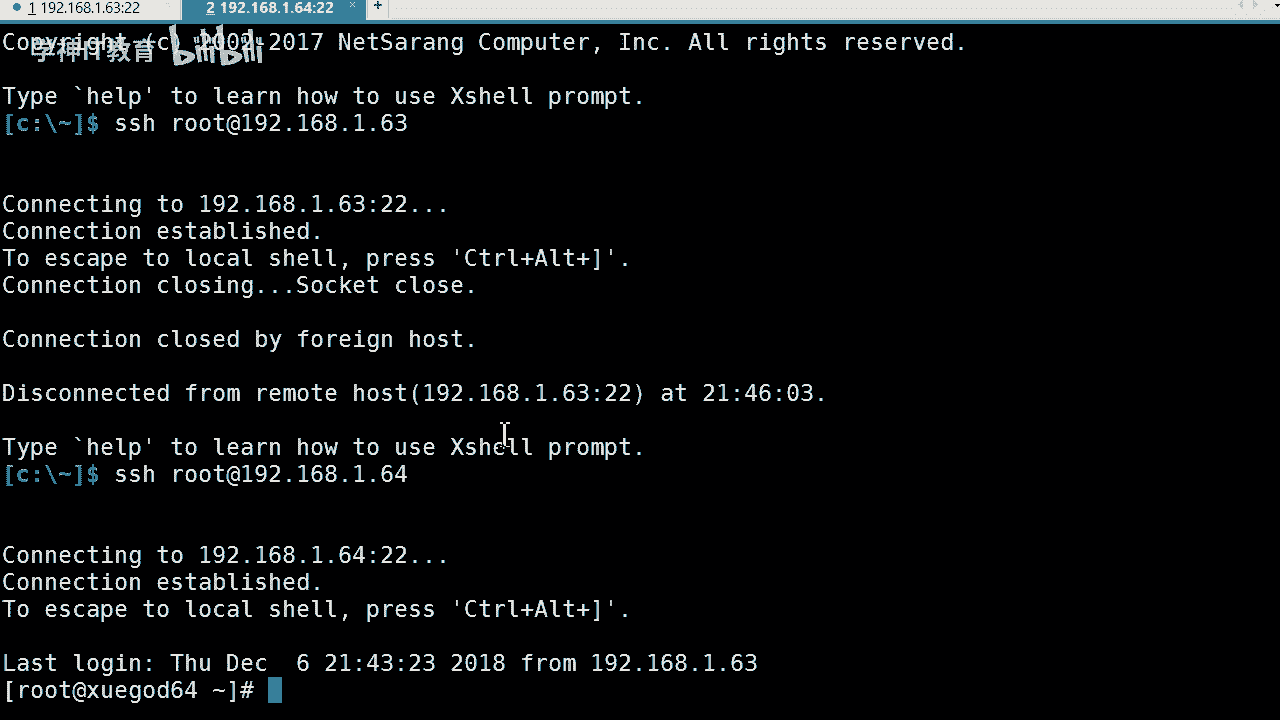 1 192.168.1.63:22
2 192.168.1.64:22 × +
Copyright (c) 2002-2017 NetSarang Computer, Inc. All rights reserved.
学神IT教育 bilibili
Type `help' to learn how to use Xshell prompt.
[c:\~]$ ssh root@192.168.1.63
Connecting to 192.168.1.63:22...
Connection established.
To escape to local shell, press 'Ctrl+Alt+]'.
Connection closing...Socket close.
Connection closed by foreign host.
Disconnected from remote host(192.168.1.63:22) at 21:46:03.
Type `help' to learn how to use Xshell prompt.
[c:\~]$ ssh root@192.168.1.64
Connecting to 192.168.1.64:22...
Connection established.
To escape to local shell, press 'Ctrl+Alt+]'.
Last login: Thu Dec  6 21:43:23 2018 from 192.168.1.63
[root@xuegod64 ~]#